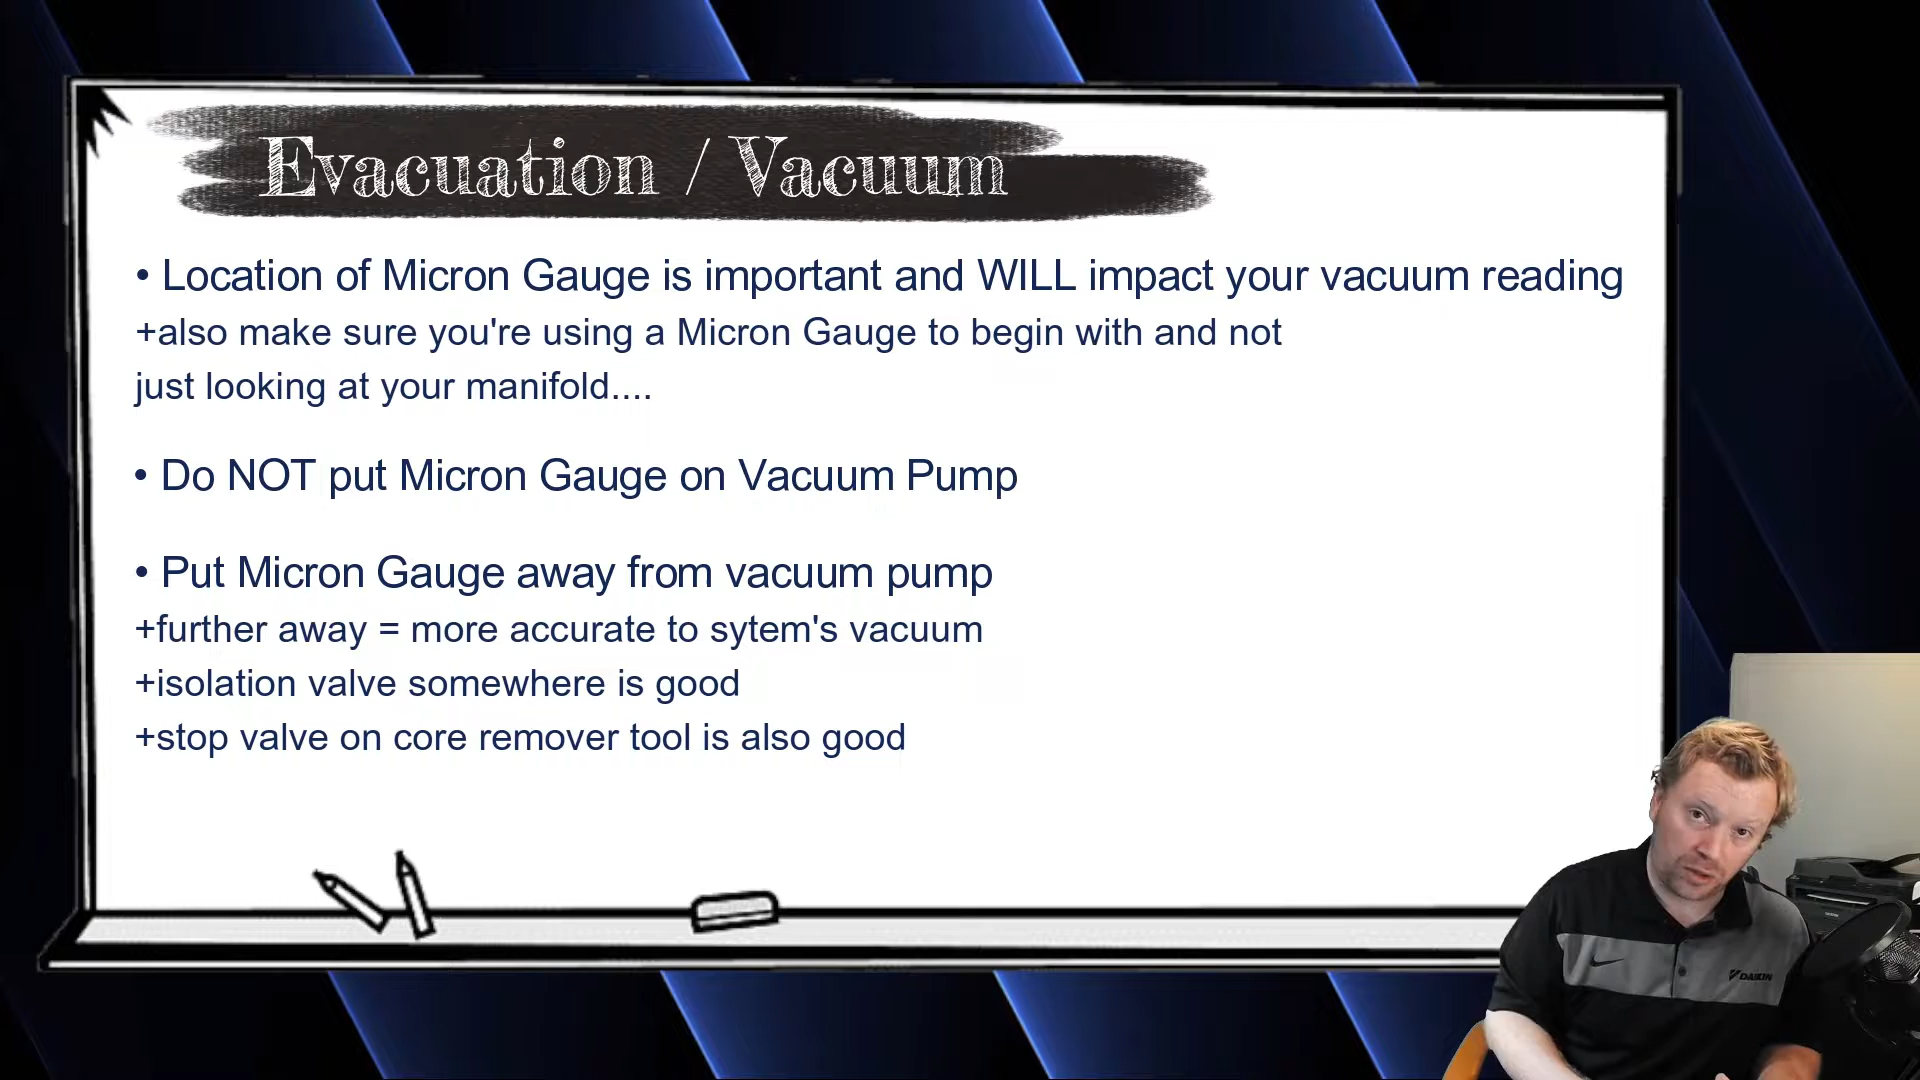 Evacuation / Vacuum
• Location of Micron Gauge is important and WILL impact your vacuum reading
+also make sure you're using a Micron Gauge to begin with and not
just looking at your manifold....
• Do NOT put Micron Gauge on Vacuum Pump
• Put Micron Gauge away from vacuum pump
+further away = more accurate to sytem's vacuum
+isolation valve somewhere is good
+stop valve on core remover tool is also good
DAIKIN